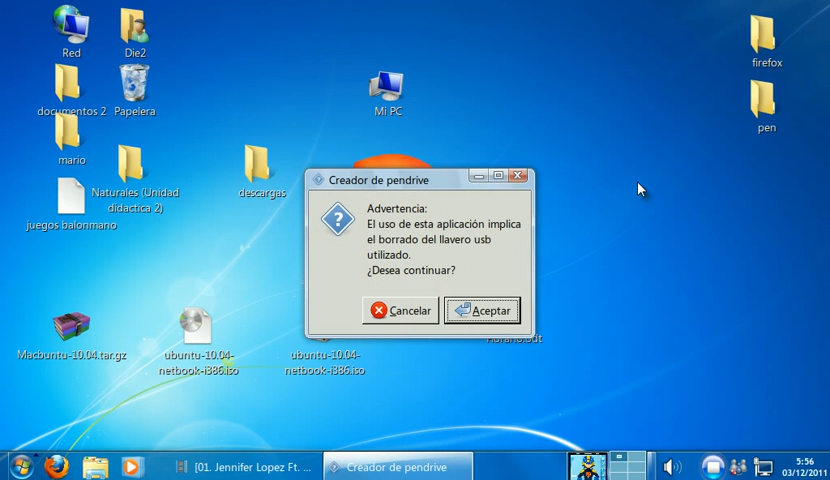 Red
Die2
firefox
documentos 2
Papelera
Mi PC
pen
mario
Naturales (Unidad
didactica 2)
descargas
juegos balonmano
Creador de pendrive
Advertencia:
El uso de esta aplicación implica
el borrado del llavero usb
utilizado.
¿Desea continuar?
Cancelar
Aceptar
Macbuntu-10.04.tar.gz
ubuntu-10.04-
netbook-i386.iso
ubuntu-10.04-
netbook-i386.iso
[01. Jennifer Lopez Ft. ...
Creador de pendrive
5:56
03/12/2011